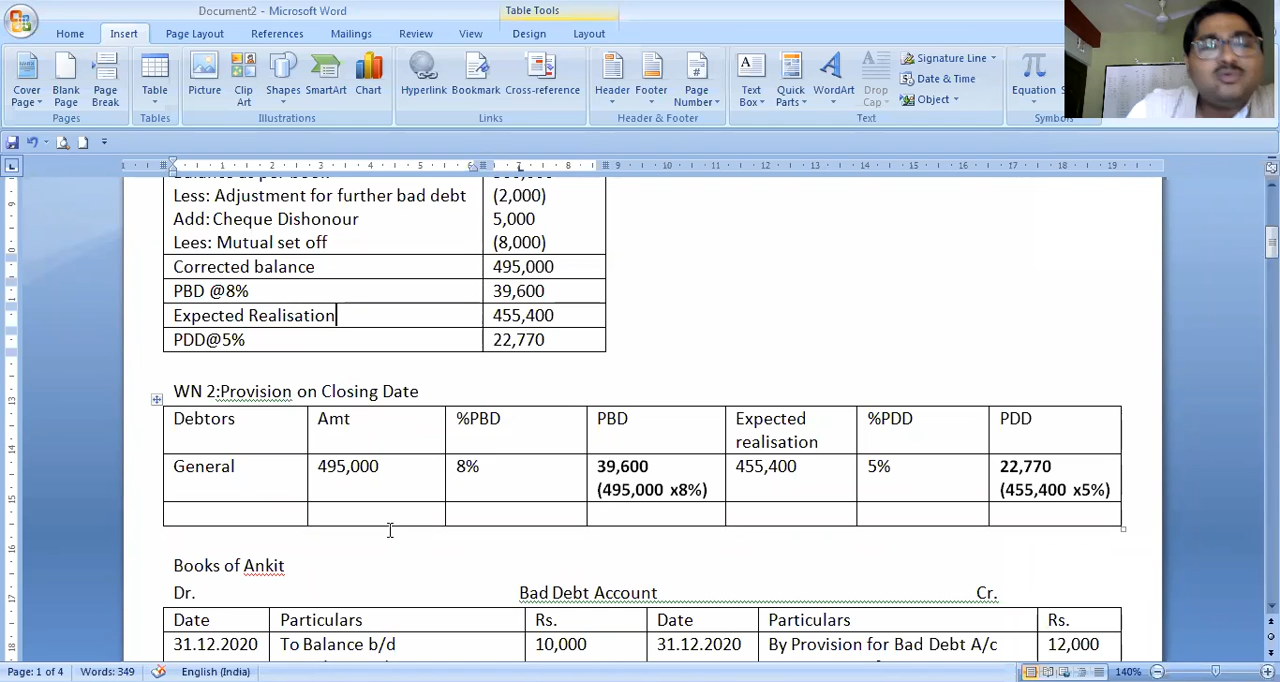 Document2 - Microsoft Word
Table Tools
Home Insert Page Layout References Mailings Review View Design Layout
Cover Page
Blank Page
Page Break
Table
Picture
Clip Art
Shapes
SmartArt
Chart
Hyperlink
Bookmark
Cross-reference
Header
Footer
Page Number
Text Box
Quick Parts
WordArt
Drop Cap
Signature Line
Date & Time
Object
Equation
Pages Tables Illustrations Links Header & Footer Text
Less: Adjustment for further bad debt (2,000)
Add: Cheque Dishonour 5,000
Lees: Mutual set off (8,000)
Corrected balance 495,000
PBD @8% 39,600
Expected Realisation 455,400
PDD@5% 22,770
WN 2:Provision on Closing Date
Debtors Amt %PBD PBD Expected realisation %PDD PDD
General 495,000 8% 39,600 (495,000 x8%) 455,400 5% 22,770 (455,400 x5%)
Books of Ankit
Dr. Bad Debt Account Cr.
Date Particulars Rs. Date Particulars Rs.
31.12.2020 To Balance b/d 10,000 31.12.2020 By Provision for Bad Debt A/c 12,000
Page: 1 of 4 Words: 349 English (India) 140%